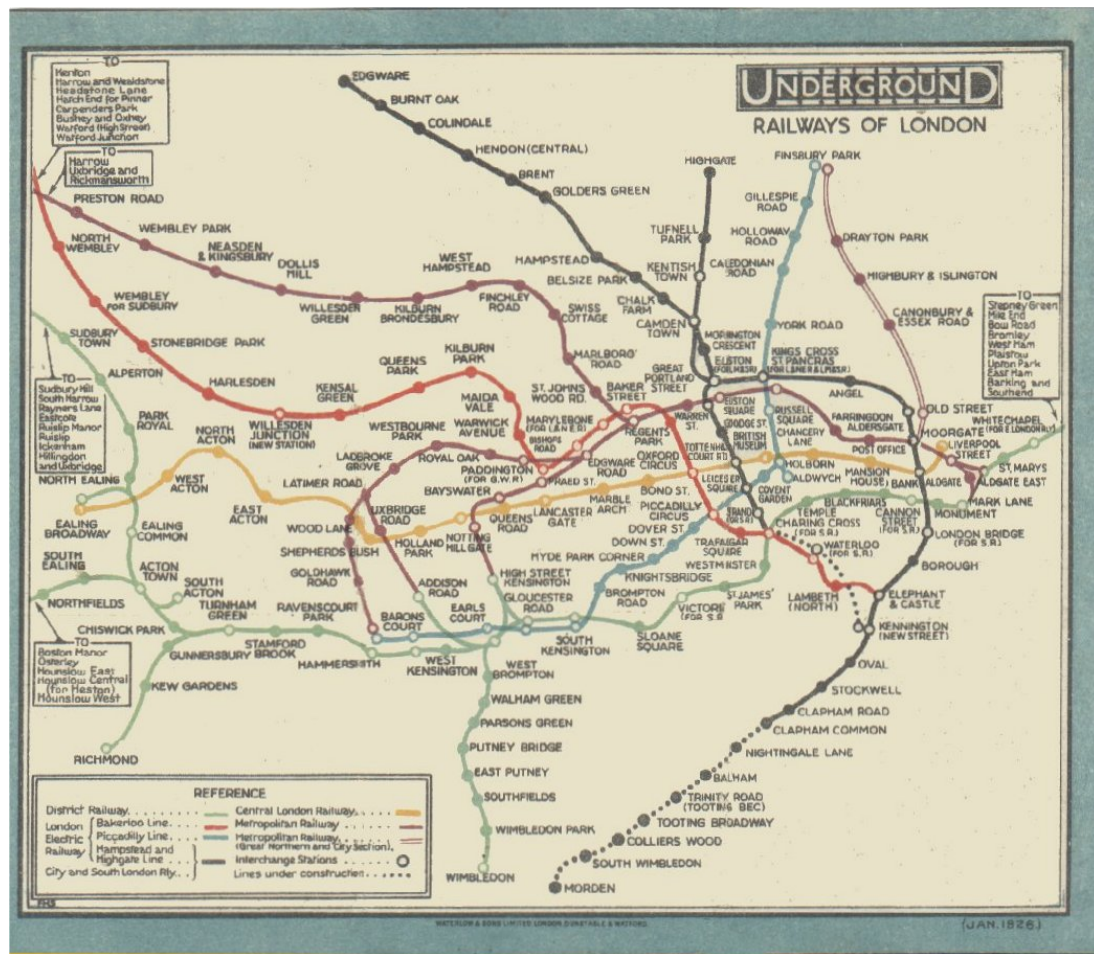 UNDERGROUND
RAILWAYS OF LONDON
TO
Kenton
Harrow and Wealdstone
Headstone Lane
Hatch End for Pinner
Carpenders Park
Bushey and Oxhey
Watford (High Street)
Watford Junction
TO
Harrow
Uxbridge and
Rickmansworth
EDGWARE
BURNT OAK
COLINDALE
HENDON (CENTRAL)
BRENT
GOLDERS GREEN
HAMPSTEAD
BELSIZE PARK
CHALK
FARM
CAMDEN
TOWN
HIGHGATE
TUFNELL
PARK
KENTISH
TOWN
FINSBURY PARK
GILLESPIE
ROAD
HOLLOWAY
ROAD
CALEDONIAN
ROAD
YORK ROAD
DRAYTON PARK
HIGHBURY & ISLINGTON
CANONBURY &
ESSEX ROAD
TO
Stepney Green
Mile End
Bow Road
Bromley
West Ham
Plaistow
Upton Park
East Ham
Barking and
Southend
PRESTON ROAD
WEMBLEY PARK
NEASDEN
& KINGSBURY
DOLLIS
HILL
WILLESDEN
GREEN
KILBURN
BRONDESBURY
WEST
HAMPSTEAD
FINCHLEY
ROAD
SWISS
COTTAGE
MARLBORO'
ROAD
ST. JOHNS
WOOD RD.
NORTH
WEMBLEY
WEMBLEY
FOR SUDBURY
STONEBRIDGE PARK
HARLESDEN
WILLESDEN
JUNCTION
(NEW STATION)
KENSAL
GREEN
QUEENS
PARK
KILBURN
PARK
MAIDA
VALE
WARWICK
AVENUE
SUDBURY
TOWN
ALPERTON
PARK
ROYAL
NORTH EALING
TO
Sudbury Hill
South Harrow
Rayners Lane
Eastcote
Ruislip Manor
Ruislip
Ickenham
Hillingdon
and Uxbridge
MORNINGTON
CRESCENT
EUSTON
KINGS CROSS
ST. PANCRAS
ANGEL
GREAT
PORTLAND
STREET
BAKER
STREET
MARYLEBONE
(FOR L.N.E.R)
BISHOPS
ROAD
REGENTS
PARK
WARREN
ST.
EUSTON
SQUARE
RUSSELL
SQUARE
GOODGE ST.
BRITISH
MUSEUM
CHANCERY
LANE
FARRINGDON
ALDERSGATE
OLD STREET
MOORGATE
LIVERPOOL
STREET
WHITECHAPEL
ST. MARYS
ALDGATE EAST
ALDGATE
MARK LANE
MONUMENT
BANK
POST OFFICE
MANSION
HOUSE
CANNON
STREET
(FOR S.R.)
BLACKFRIARS
TEMPLE
CHARING CROSS
(FOR S.R.)
HOLBORN
ALDWYCH
COVENT
GARDEN
LEICESTER
SQUARE
TOTTENHAM
COURT RD.
STRAND
(FOR S.R.)
OXFORD
CIRCUS
BOND ST.
MARBLE
ARCH
LANCASTER
GATE
QUEENS
ROAD
NOTTING
HILL GATE
HOLLAND
PARK
EDGWARE
ROAD
PRAED ST.
PADDINGTON
(FOR G.W.R)
BAYSWATER
ROYAL OAK
WESTBOURNE
PARK
LADBROKE
GROVE
LATIMER ROAD
UXBRIDGE
ROAD
WOOD LANE
SHEPHERDS BUSH
GOLDHAWK
ROAD
NORTH
ACTON
WEST
ACTON
EAST
ACTON
EALING
BROADWAY
EALING
COMMON
SOUTH
EALING
NORTHFIELDS
ACTON
TOWN
SOUTH
ACTON
CHISWICK PARK
TURNHAM
GREEN
GUNNERSBURY
KEW GARDENS
RICHMOND
STAMFORD
BROOK
RAVENSCOURT
PARK
HAMMERSMITH
BARONS
COURT
WEST
KENSINGTON
EARLS
COURT
ADDISON
ROAD
HIGH STREET
KENSINGTON
GLOUCESTER
ROAD
SOUTH
KENSINGTON
BROMPTON
ROAD
KNIGHTSBRIDGE
HYDE PARK CORNER
DOWN ST.
DOVER ST.
PICCADILLY
CIRCUS
TRAFALGAR
SQUARE
WESTMINSTER
ST. JAMES'
PARK
VICTORIA
(FOR S.R)
SLOANE
SQUARE
WATERLOO
(FOR S.R.)
LAMBETH
(NORTH)
LONDON BRIDGE
(FOR S.R.)
BOROUGH
ELEPHANT
& CASTLE
KENNINGTON
(NEW STREET)
OVAL
STOCKWELL
CLAPHAM ROAD
CLAPHAM COMMON
NIGHTINGALE LANE
BALHAM
TRINITY ROAD
(TOOTING BEC)
TOOTING BROADWAY
COLLIERS WOOD
SOUTH WIMBLEDON
MORDEN
TO
Boston Manor
Osterley
Hounslow East
Hounslow Central
(for Heston)
Hounslow West
WEST
BROMPTON
WALHAM GREEN
PARSONS GREEN
PUTNEY BRIDGE
EAST PUTNEY
SOUTHFIELDS
WIMBLEDON PARK
WIMBLEDON
REFERENCE
District Railway
London
Electric
Railway
Bakerloo Line
Piccadilly Line
Hampstead and
Highgate Line
City and South London Rly.
Central London Railway
Metropolitan Railway
Metropolitan Railway
(Great Northern and City Section)
Interchange Stations
Lines under construction
WATERLOW & SONS LIMITED. LONDON, DUNSTABLE & WATFORD.
(JAN. 1926.)